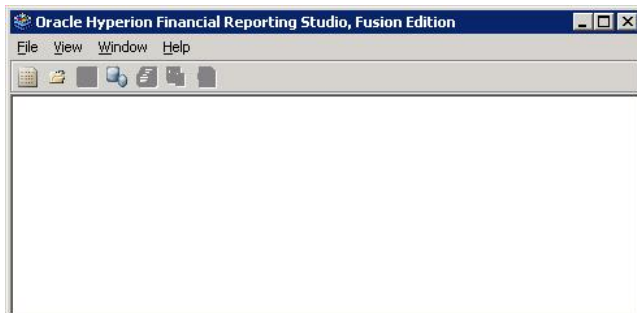 Oracle Hyperion Financial Reporting Studio, Fusion Edition
File View Window Help